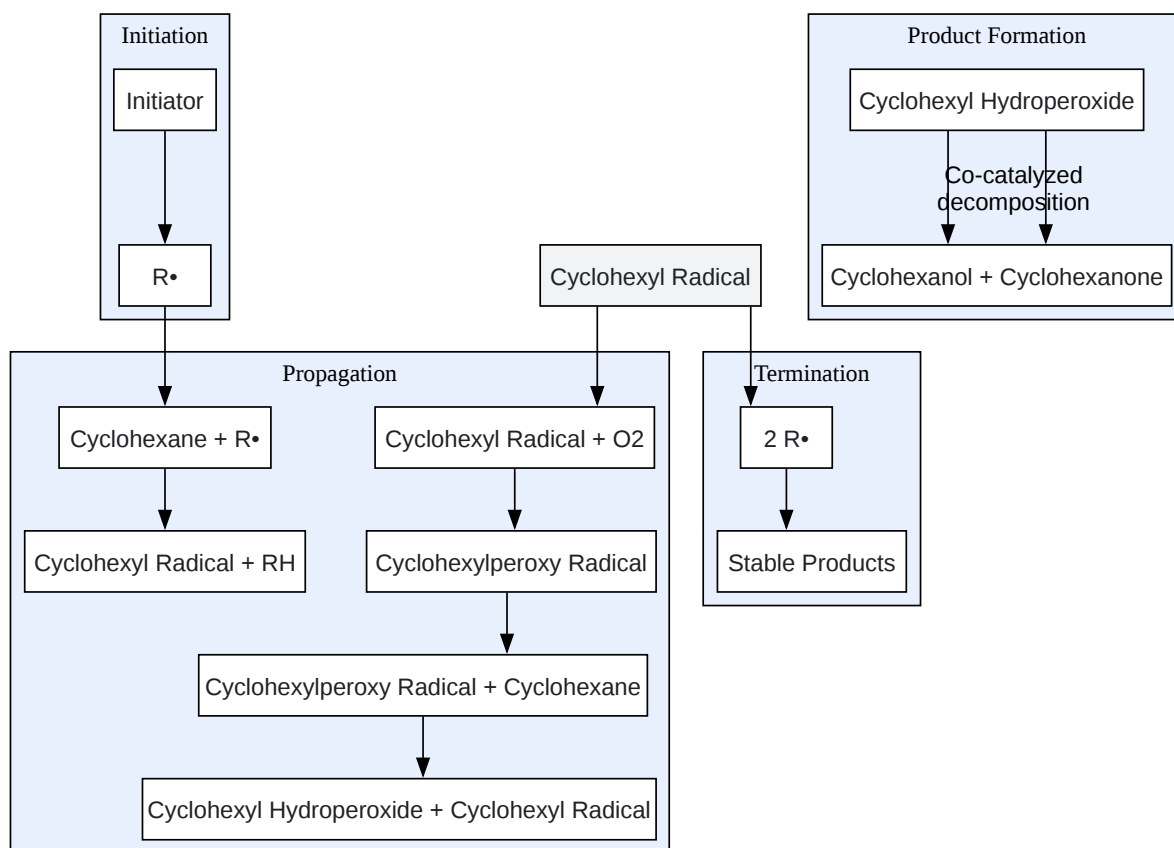 Initiation
Initiator
R•
Product Formation
Cyclohexyl Hydroperoxide
Co-catalyzed
decomposition
Cyclohexanol + Cyclohexanone
Cyclohexyl Radical
Propagation
Cyclohexane + R•
Cyclohexyl Radical + RH
Cyclohexyl Radical + O2
Cyclohexylperoxy Radical
Cyclohexylperoxy Radical + Cyclohexane
Cyclohexyl Hydroperoxide + Cyclohexyl Radical
Termination
2 R•
Stable Products